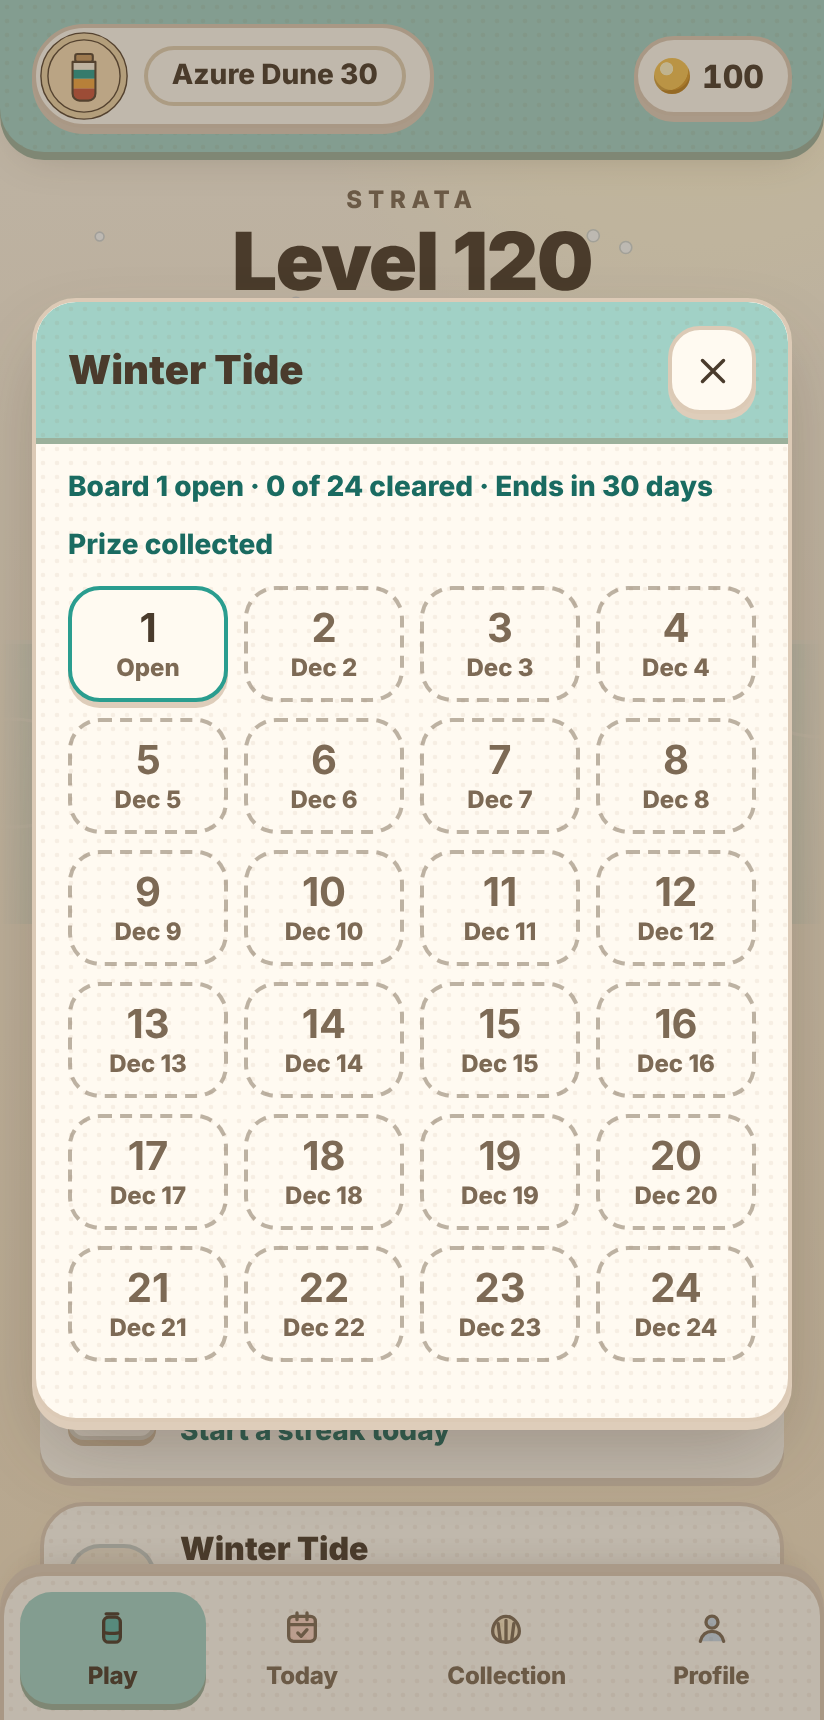 Azure Dune 30
100
STRATA
Level 120
Winter Tide
Board 1 open · 0 of 24 cleared · Ends in 30 days
Prize collected
1
Open
2
Dec 2
3
Dec 3
4
Dec 4
5
Dec 5
6
Dec 6
7
Dec 7
8
Dec 8
9
Dec 9
10
Dec 10
11
Dec 11
12
Dec 12
13
Dec 13
14
Dec 14
15
Dec 15
16
Dec 16
17
Dec 17
18
Dec 18
19
Dec 19
20
Dec 20
21
Dec 21
22
Dec 22
23
Dec 23
24
Dec 24
Start a streak today
Winter Tide
Play
Today
Collection
Profile